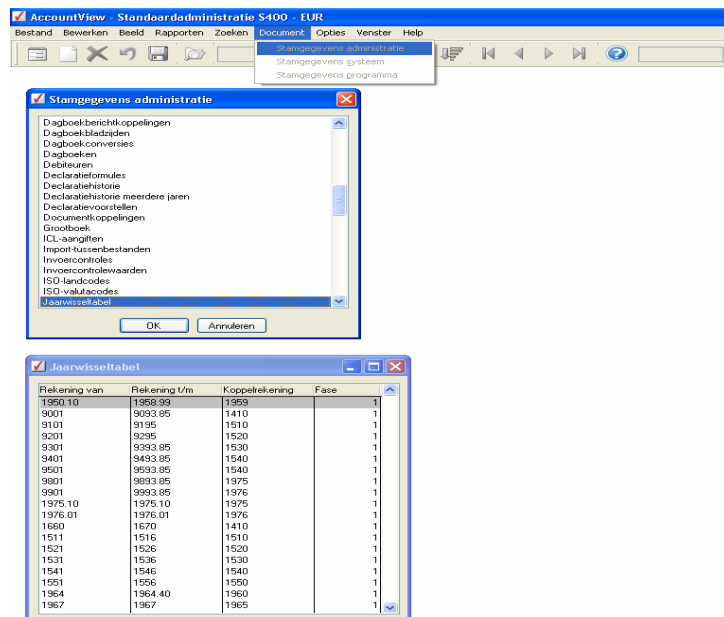 AccountView - Standaardadministratie S400 - EUR
Bestand Bewerken Beeld Rapporten Zoeken Document Opties Venster Help
Stamgegevens administratie
Stamgegevens systeem
Stamgegevens programma
Stamgegevens administratie
Dagboekberichtkoppelingen
Dagboekbladzijden
Dagboekconversies
Dagboeken
Debiteuren
Declaratieformules
Declaratiehistorie
Declaratiehistorie meerdere jaren
Declaratievoorstellen
Documentkoppelingen
Grootboek
ICL-aangiften
Import-tussenbestanden
Invoercontroles
Invoercontrolewaarden
ISO-landcodes
ISO-valutacodes
Jaarwisseltabel
OK Annuleren
Jaarwisseltabel
Rekening van Rekening t/m Koppelrekening Fase
1950.10 1958.99 1959 1
9001 9093.85 1410 1
9101 9195 1510 1
9201 9295 1520 1
9301 9393.85 1530 1
9401 9493.85 1540 1
9501 9593.85 1540 1
9801 9893.85 1975 1
9901 9993.85 1976 1
1975.10 1975.10 1975 1
1976.01 1976.01 1976 1
1660 1670 1410 1
1511 1516 1510 1
1521 1526 1520 1
1531 1536 1530 1
1541 1546 1540 1
1551 1556 1550 1
1964 1964.40 1960 1
1967 1967 1965 1